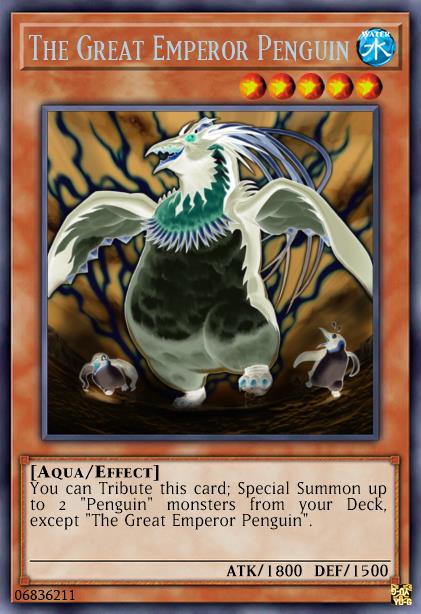 The Great Emperor Penguin
WATER
水
[Aqua/Effect]
You can Tribute this card; Special Summon up
to 2 "Penguin" monsters from your Deck,
except "The Great Emperor Penguin".
ATK/1800 DEF/1500
06836211